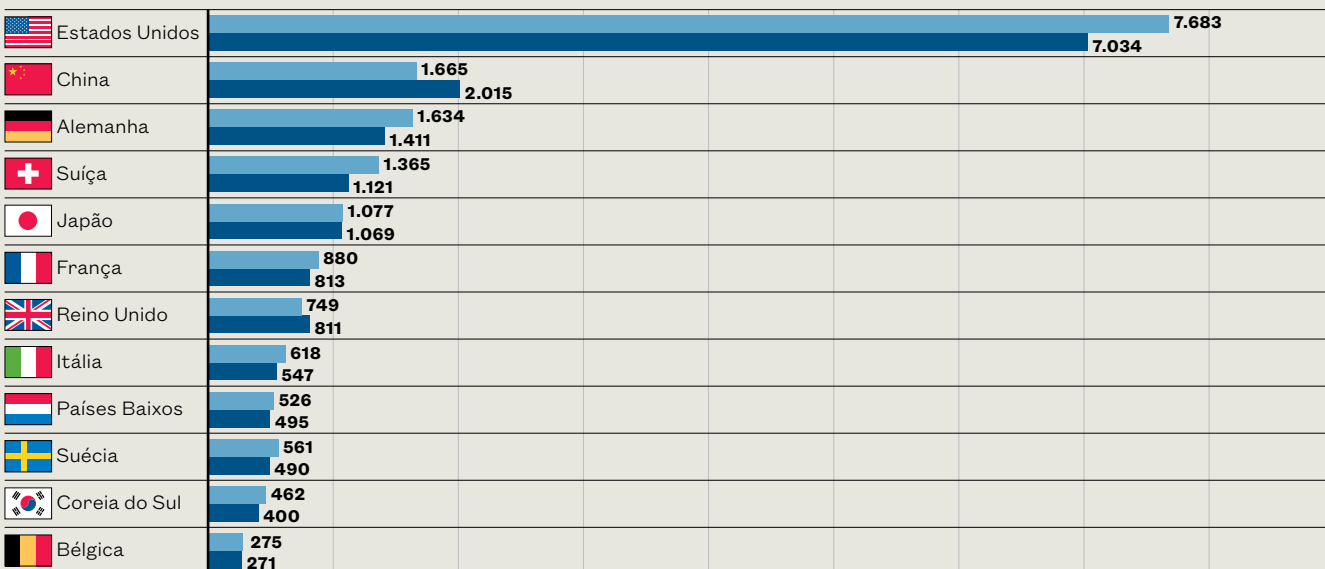 Estados Unidos
7.683
7.034
China
1.665
2.015
Alemanha
1.634
1.411
Suíça
1.365
1.121
Japão
1.077
1.069
França
880
813
Reino Unido
749
811
Itália
618
547
Países Baixos
526
495
Suécia
561
490
Coreia do Sul
462
400
Bélgica
275
271